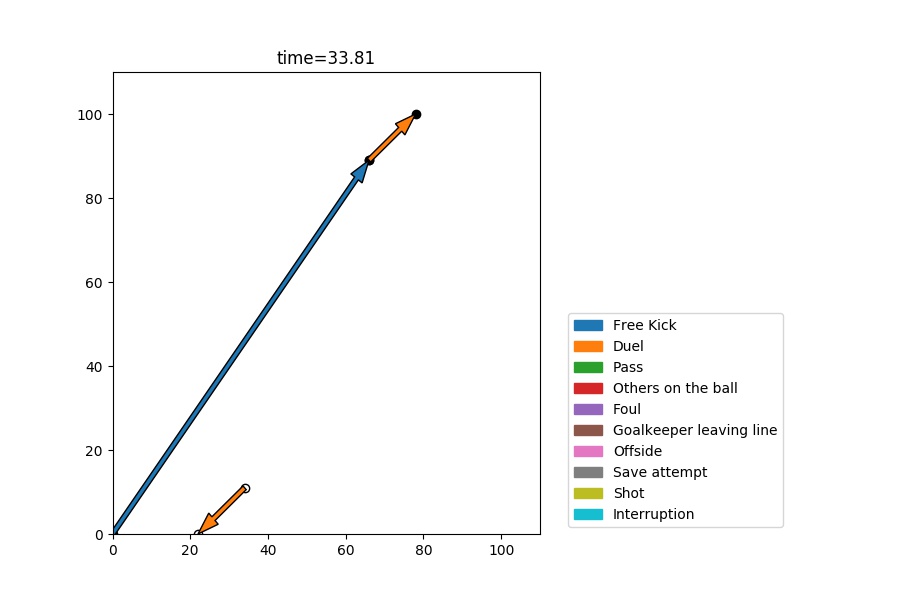 time=33.81
100
80
60
40
20
0
0 20 40 60 80 100
Free Kick
Duel
Pass
Others on the ball
Foul
Goalkeeper leaving line
Offside
Save attempt
Shot
Interruption